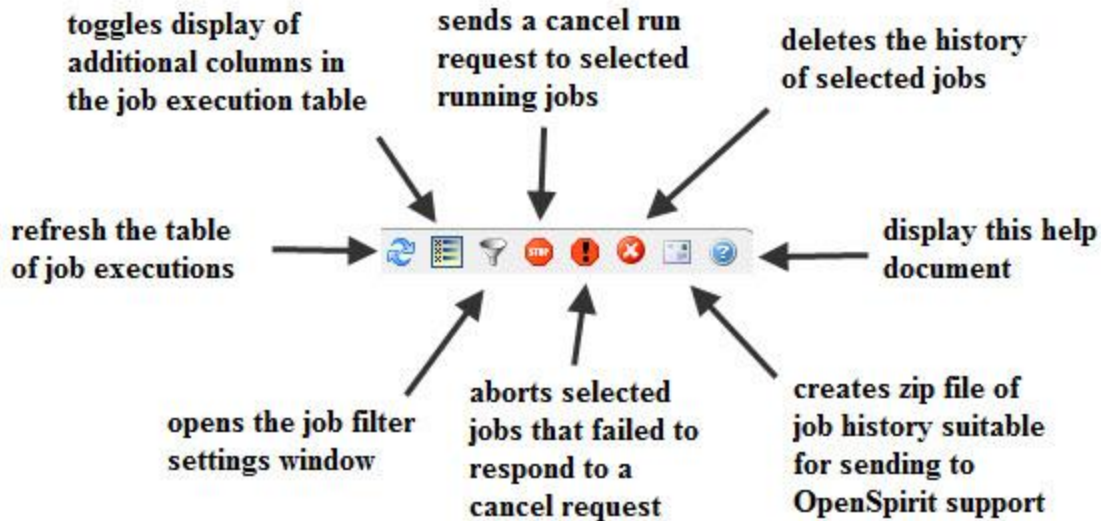 toggles display of
additional columns in
the job execution table
sends a cancel run
request to selected
running jobs
deletes the history
of selected jobs
refresh the table
of job executions
STOP
display this help
document
opens the job filter
settings window
aborts selected
jobs that failed to
respond to a
cancel request
creates zip file of
job history suitable
for sending to
OpenSpirit support